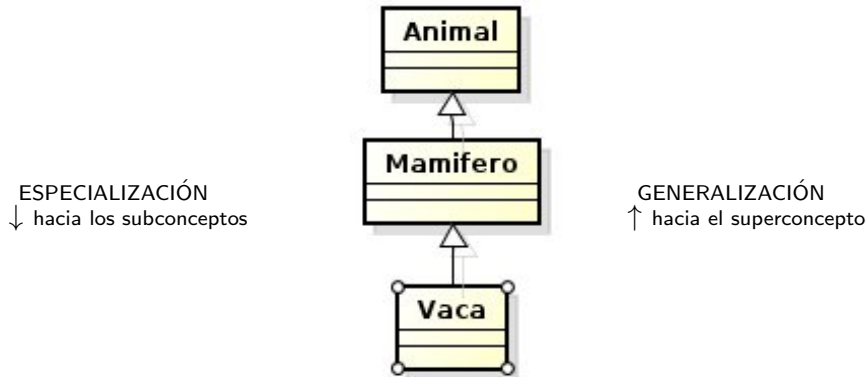 Animal
Mamifero
ESPECIALIZACIÓN
↓ hacia los subconceptos
GENERALIZACIÓN
↑ hacia el superconcepto
Vaca